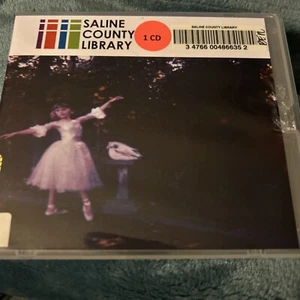 SALINE
COUNTY
LIBRARY
1 CD
SALINE COUNTY LIBRARY
3 4766 00486635 2